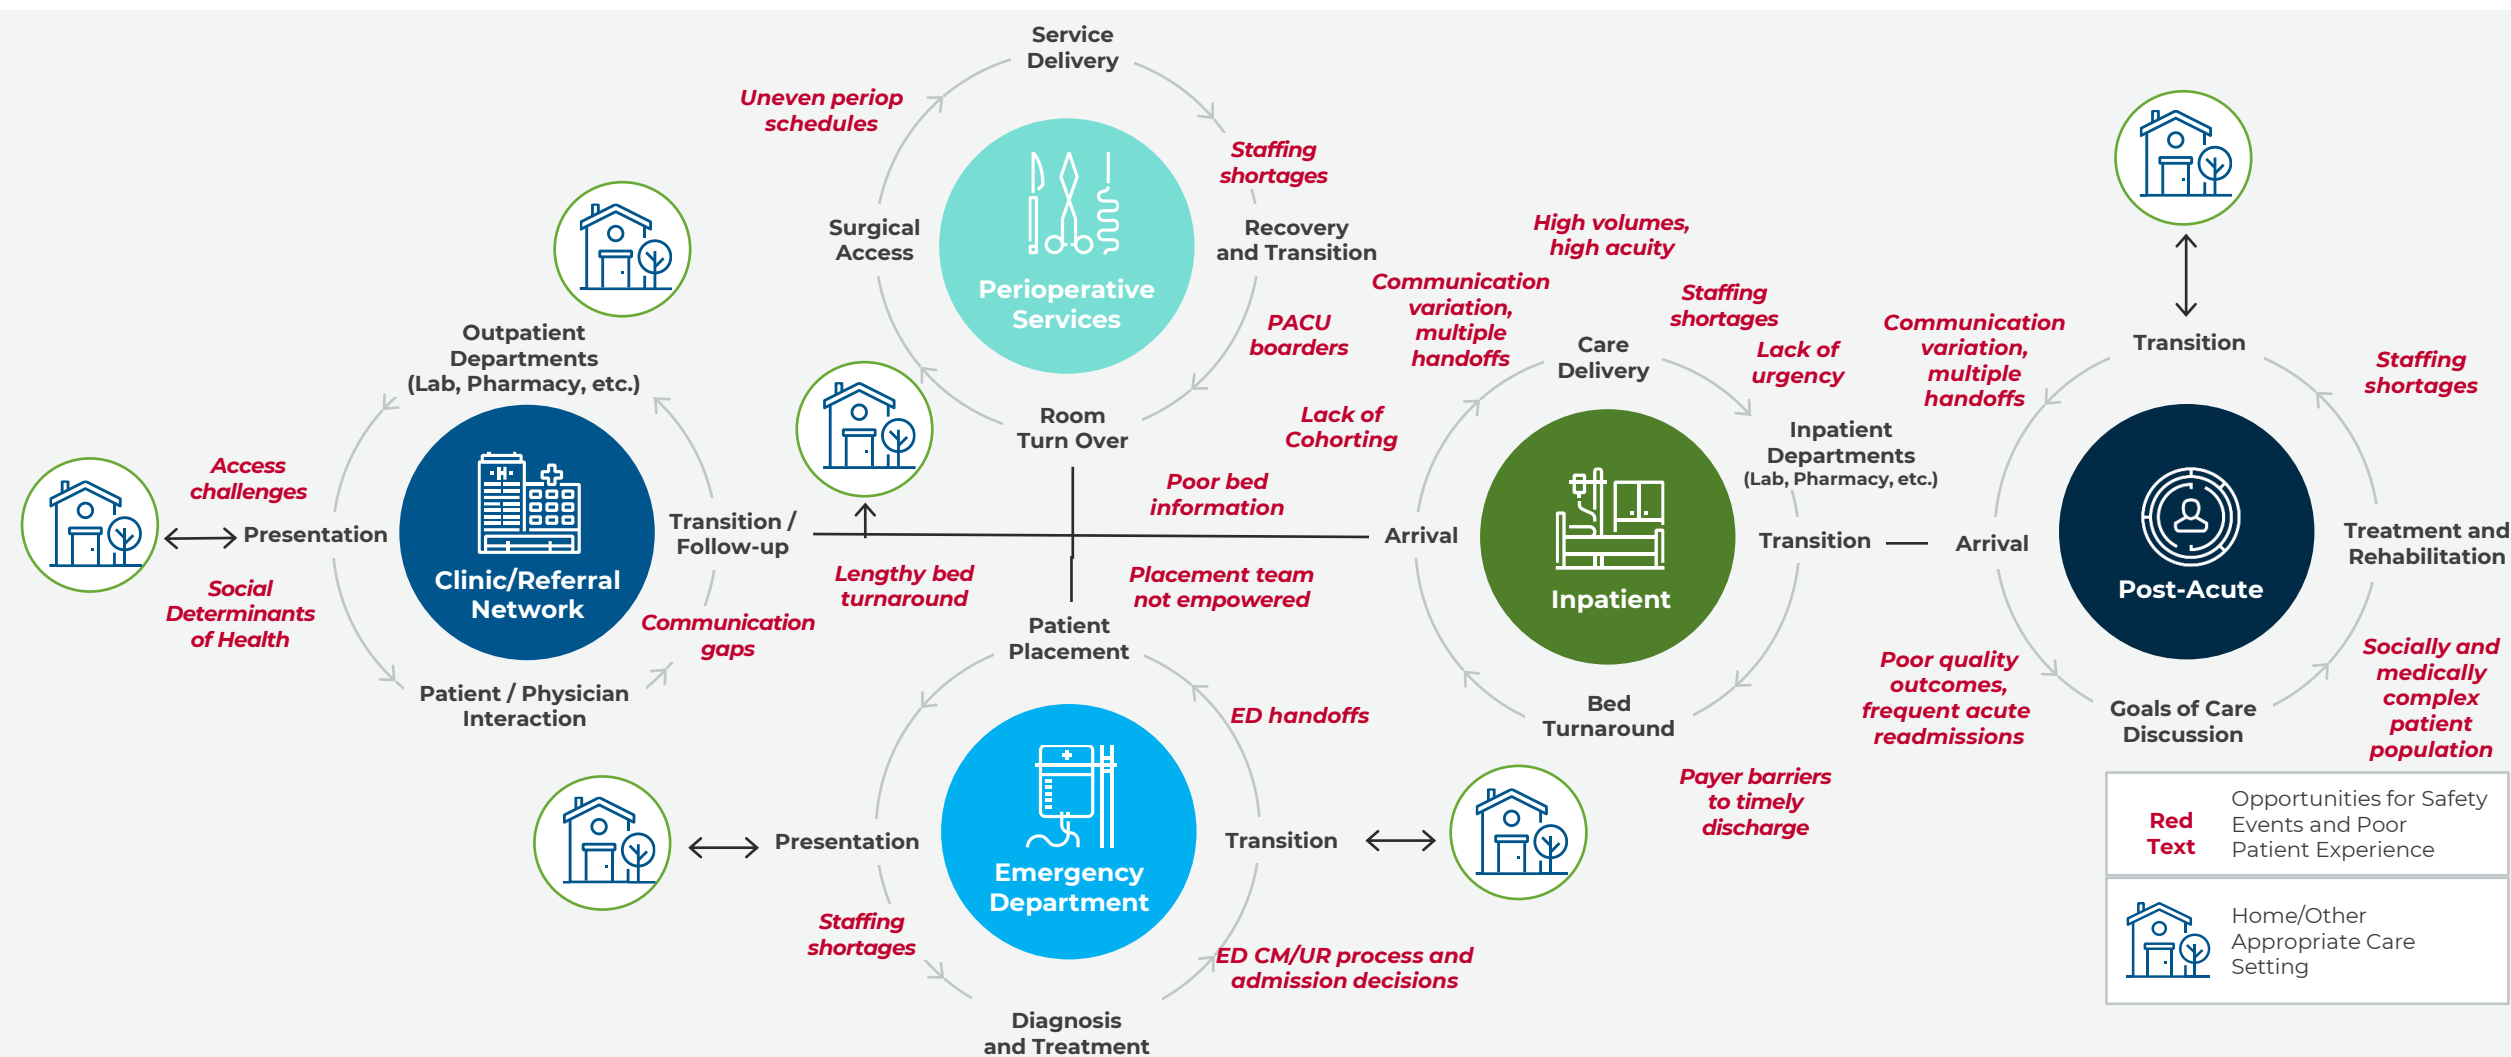 Service
Delivery
Uneven periop
schedules
Staffing
shortages
Surgical
Access
Recovery
and Transition
Perioperative
Services
PACU
boarders
Room
Turn Over
Outpatient
Departments
(Lab, Pharmacy, etc.)
Access
challenges
Presentation
Social
Determinants
of Health
Clinic/Referral
Network
Transition /
Follow-up
Communication
gaps
Patient / Physician
Interaction
Lengthy bed
turnaround
Poor bed
information
Placement team
not empowered
Lack of
Cohorting
Patient
Placement
ED handoffs
Presentation
Emergency
Department
Transition
Staffing
shortages
ED CM/UR process and
admission decisions
Diagnosis
and Treatment
High volumes,
high acuity
Communication
variation,
multiple
handoffs
Staffing
shortages
Lack of
urgency
Care
Delivery
Inpatient
Departments
(Lab, Pharmacy, etc.)
Arrival
Inpatient
Transition
Bed
Turnaround
Payer barriers
to timely
discharge
Communication
variation,
multiple
handoffs
Transition
Staffing
shortages
Arrival
Post-Acute
Treatment and
Rehabilitation
Poor quality
outcomes,
frequent acute
readmissions
Goals of Care
Discussion
Socially and
medically
complex
patient
population
Red
Text
Opportunities for Safety
Events and Poor
Patient Experience
Home/Other
Appropriate Care
Setting